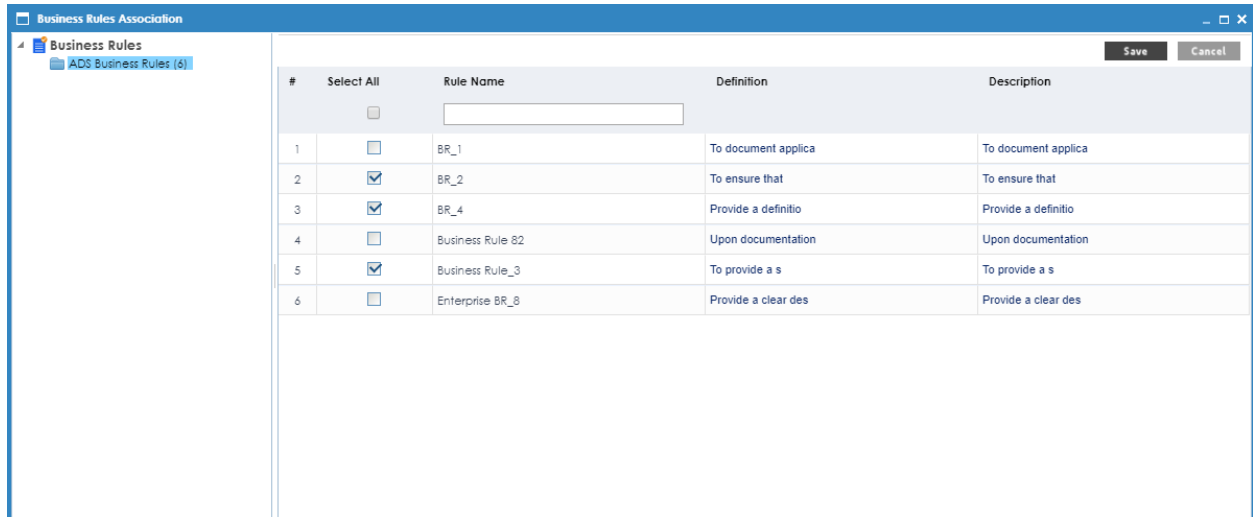 Business Rules Association
Business Rules
ADS Business Rules (6)
Save Cancel
# Select All Rule Name Definition Description
1 BR_1 To document applica To document applica
2 BR_2 To ensure that To ensure that
3 BR_4 Provide a definitio Provide a definitio
4 Business Rule 82 Upon documentation Upon documentation
5 Business Rule_3 To provide a s To provide a s
6 Enterprise BR_8 Provide a clear des Provide a clear des